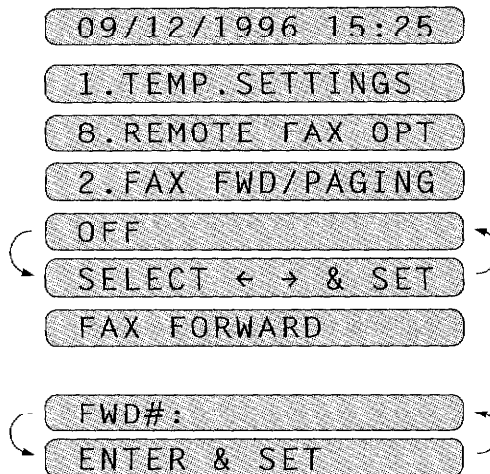 09/12/1996 15:25
1.TEMP.SETTINGS
8.REMOTE FAX OPT
2.FAX FWD/PAGING
OFF
SELECT ← → & SET
FAX FORWARD
FWD#:
ENTER & SET